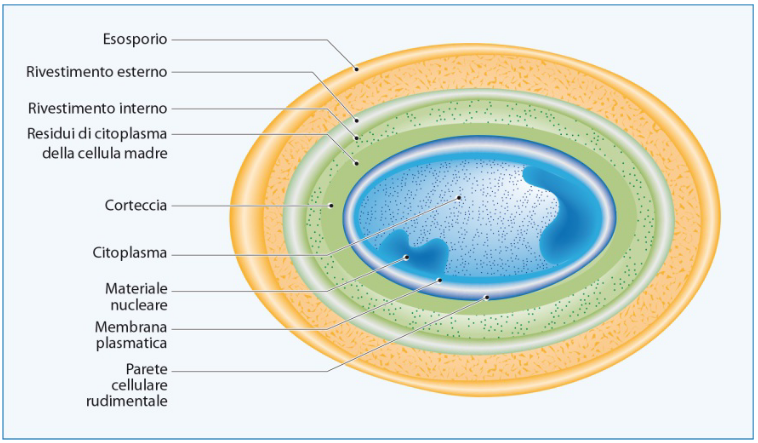 Esosporio
Rivestimento esterno
Rivestimento interno
Residui di citoplasma
della cellula madre
Corteccia
Citoplasma
Materiale
nucleare
Membrana
plasmatica
Parete
cellulare
rudimentale